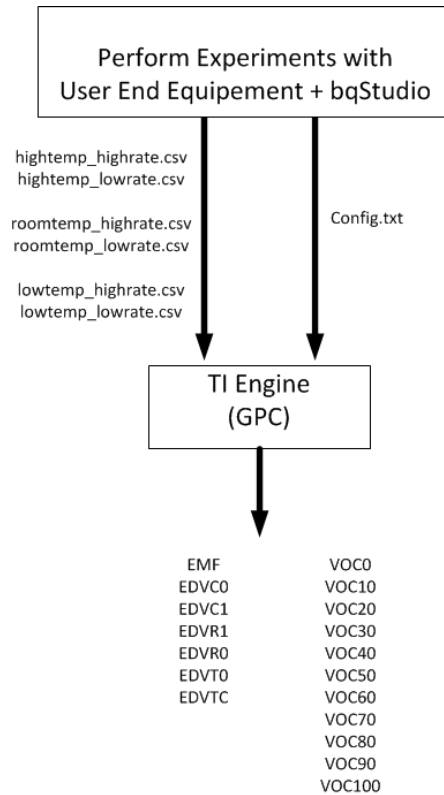 Perform Experiments with
User End Equipement + bqStudio
hightemp_highrate.csv
hightemp_lowrate.csv
roomtemp_highrate.csv
roomtemp_lowrate.csv
lowtemp_highrate.csv
lowtemp_lowrate.csv
Config.txt
TI Engine
(GPC)
EMF
EDVC0
EDVC1
EDVR1
EDVR0
EDVT0
EDVTC
VOC0
VOC10
VOC20
VOC30
VOC40
VOC50
VOC60
VOC70
VOC80
VOC90
VOC100